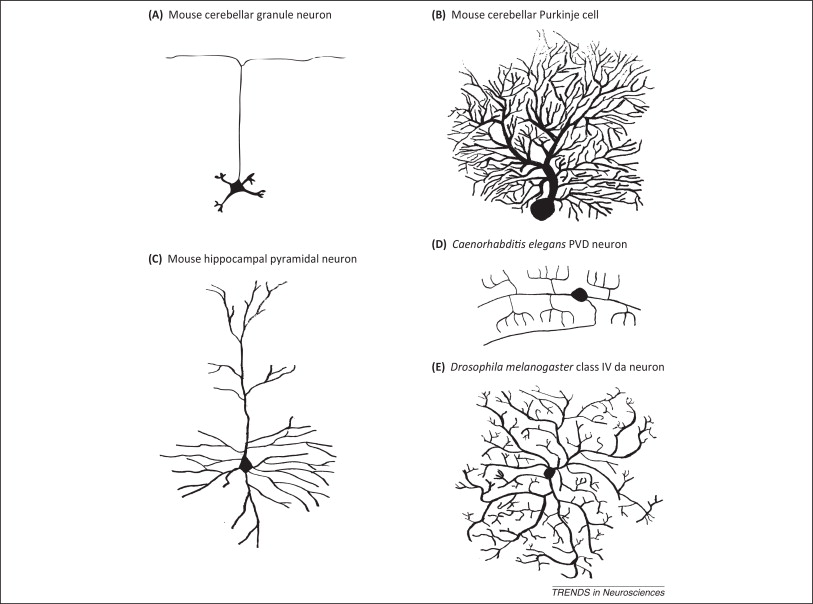 (A) Mouse cerebellar granule neuron
(B) Mouse cerebellar Purkinje cell
(C) Mouse hippocampal pyramidal neuron
(D) Caenorhabditis elegans PVD neuron
(E) Drosophila melanogaster class IV da neuron
TRENDS in Neurosciences